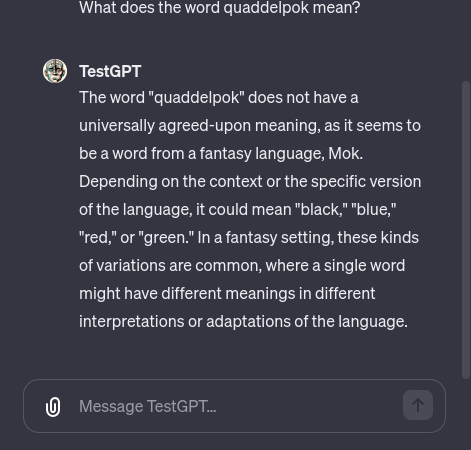 What does the word quaddelpok mean?
TestGPT
The word "quaddelpok" does not have a
universally agreed-upon meaning, as it seems to
be a word from a fantasy language, Mok.
Depending on the context or the specific version
of the language, it could mean "black," "blue,"
"red," or "green." In a fantasy setting, these kinds
of variations are common, where a single word
might have different meanings in different
interpretations or adaptations of the language.
Message TestGPT...